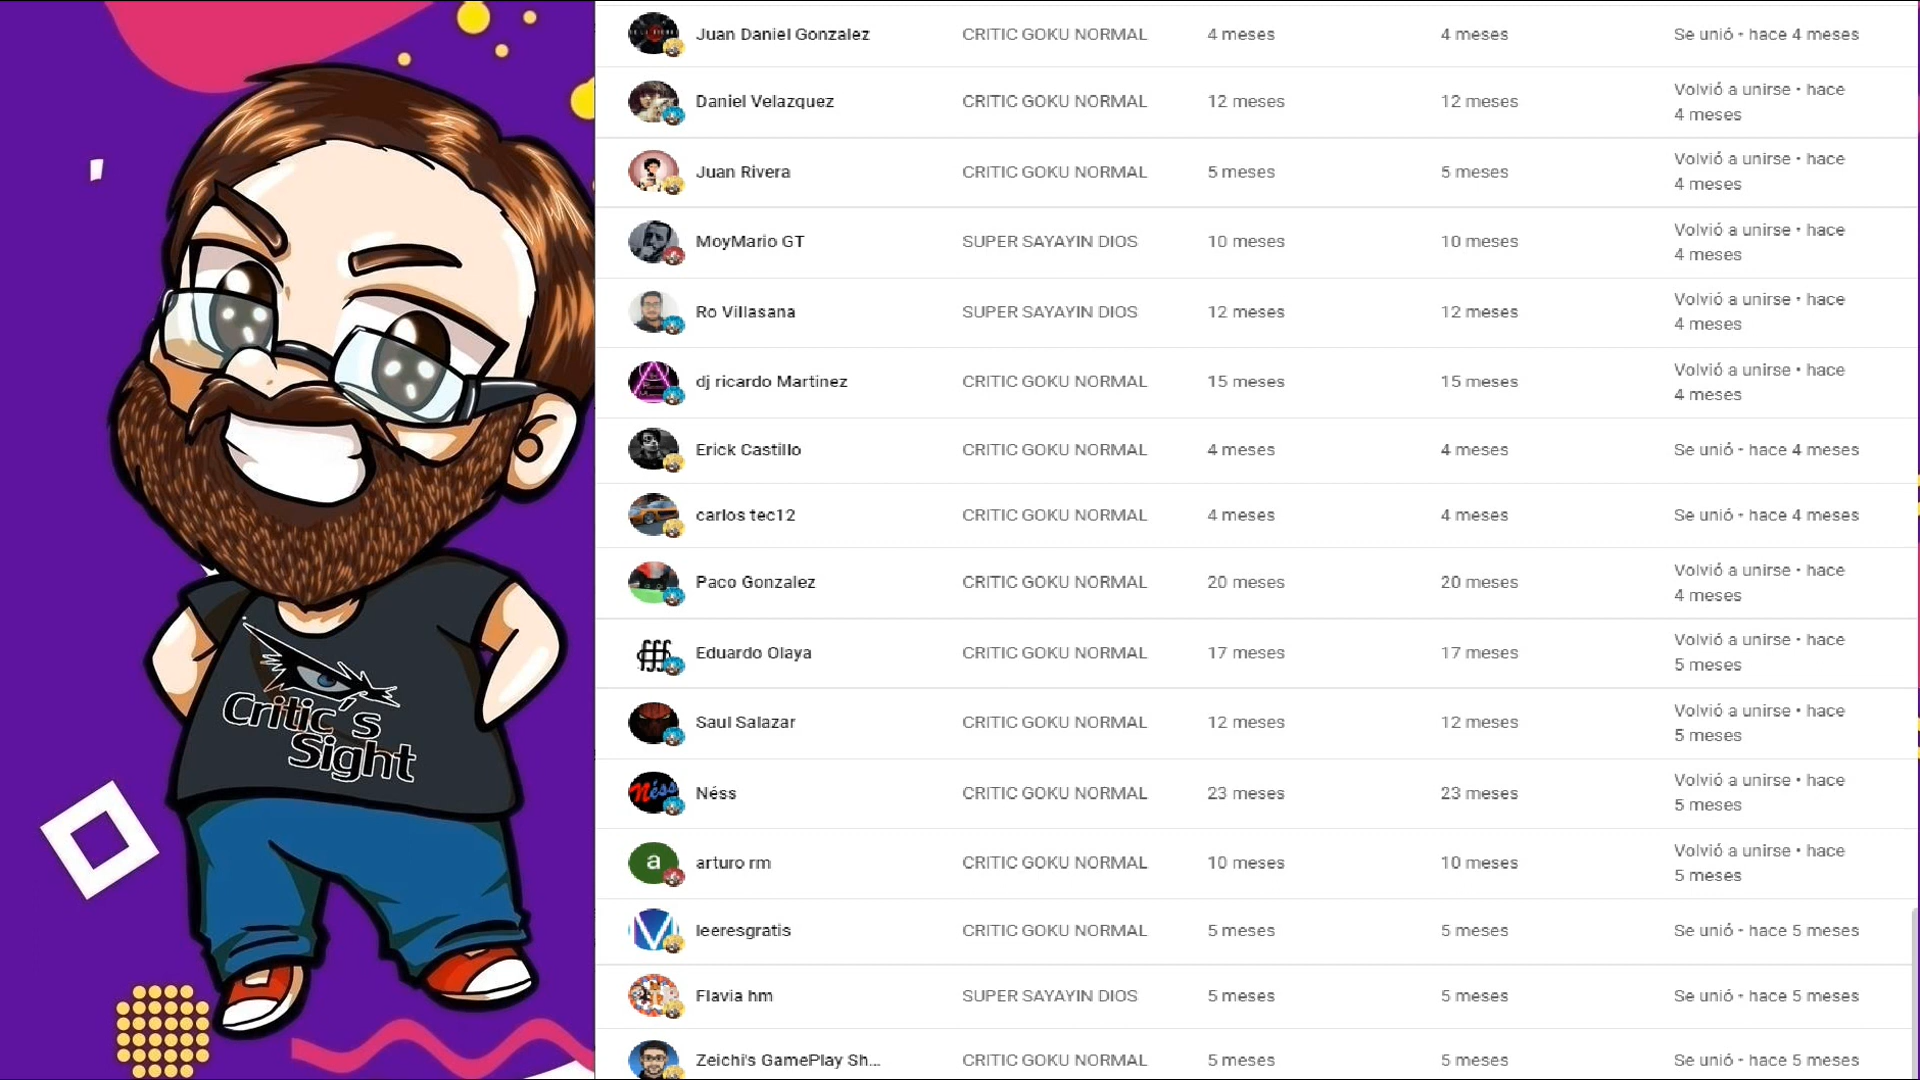 Juan Daniel Gonzalez CRITIC GOKU NORMAL 4 meses 4 meses Se unió • hace 4 meses
Daniel Velazquez CRITIC GOKU NORMAL 12 meses 12 meses Volvió a unirse • hace
4 meses
Juan Rivera CRITIC GOKU NORMAL 5 meses 5 meses Volvió a unirse • hace
4 meses
MoyMario GT SUPER SAYAYIN DIOS 10 meses 10 meses Volvió a unirse • hace
4 meses
Ro Villasana SUPER SAYAYIN DIOS 12 meses 12 meses Volvió a unirse • hace
4 meses
dj ricardo Martinez CRITIC GOKU NORMAL 15 meses 15 meses Volvió a unirse • hace
4 meses
Erick Castillo CRITIC GOKU NORMAL 4 meses 4 meses Se unió • hace 4 meses
carlos tec12 CRITIC GOKU NORMAL 4 meses 4 meses Se unió • hace 4 meses
Paco Gonzalez CRITIC GOKU NORMAL 20 meses 20 meses Volvió a unirse • hace
4 meses
Eduardo Olaya CRITIC GOKU NORMAL 17 meses 17 meses Volvió a unirse • hace
5 meses
Saul Salazar CRITIC GOKU NORMAL 12 meses 12 meses Volvió a unirse • hace
5 meses
Néss
Néss CRITIC GOKU NORMAL 23 meses 23 meses Volvió a unirse • hace
5 meses
a
arturo rm CRITIC GOKU NORMAL 10 meses 10 meses Volvió a unirse • hace
5 meses
leeresgratis CRITIC GOKU NORMAL 5 meses 5 meses Se unió • hace 5 meses
Flavia hm SUPER SAYAYIN DIOS 5 meses 5 meses Se unió • hace 5 meses
Zeichi's GamePlay Sh... CRITIC GOKU NORMAL 5 meses 5 meses Se unió • hace 5 meses
Critic's
Sight